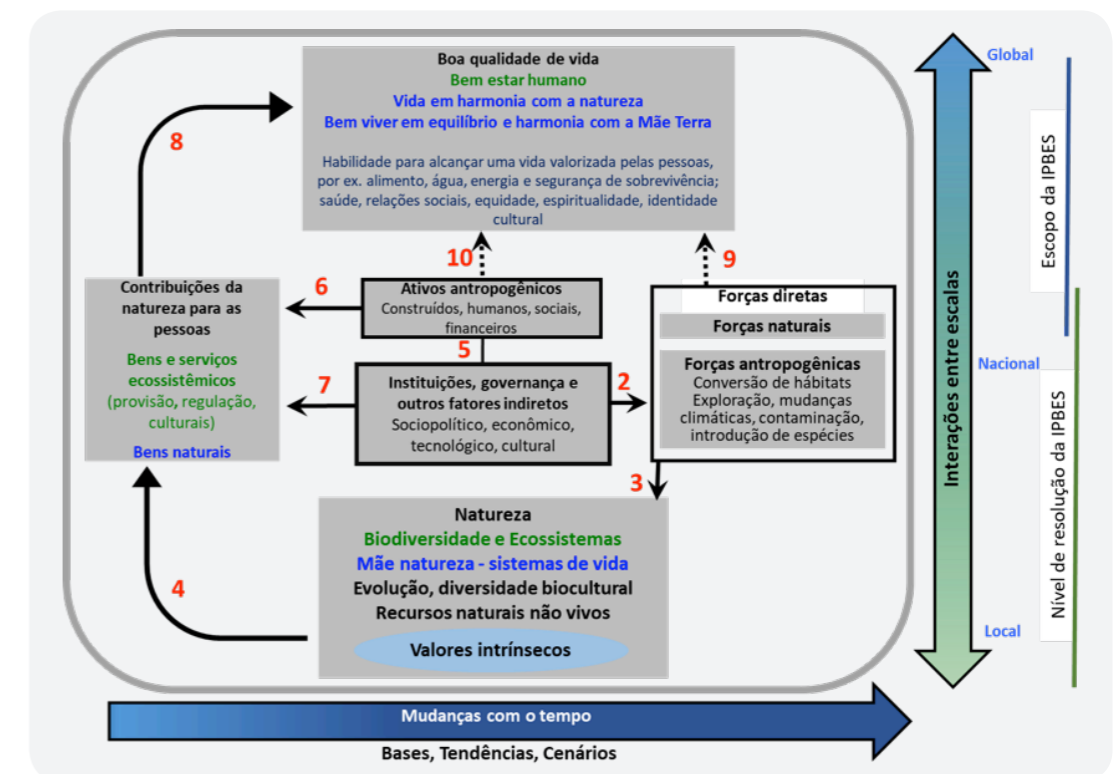 Boa qualidade de vida
Bem estar humano
Vida em harmonia com a natureza
Bem viver em equilíbrio e harmonia com a Mãe Terra
Habilidade para alcançar uma vida valorizada pelas pessoas,
por ex. alimento, água, energia e segurança de sobrevivência;
saúde, relações sociais, equidade, espiritualidade, identidade
cultural
8
10
9
Contribuições da
natureza para as
pessoas
Bens e serviços
ecossistêmicos
(provisão, regulação,
culturais)
Bens naturais
6
Ativos antropogênicos
Construídos, humanos, sociais,
financeiros
5
7
Instituições, governança e
outros fatores indiretos
Sociopolítico, econômico,
tecnológico, cultural
2
Forças diretas
Forças naturais
Forças antropogênicas
Conversão de hábitats
Exploração, mudanças
climáticas, contaminação,
introdução de espécies
3
4
Natureza
Biodiversidade e Ecossistemas
Mãe natureza - sistemas de vida
Evolução, diversidade biocultural
Recursos naturais não vivos
Valores intrínsecos
Mudanças com o tempo
Bases, Tendências, Cenários
Interações entre escalas
Global
Nacional
Local
Escopo da IPBES
Nível de resolução da IPBES